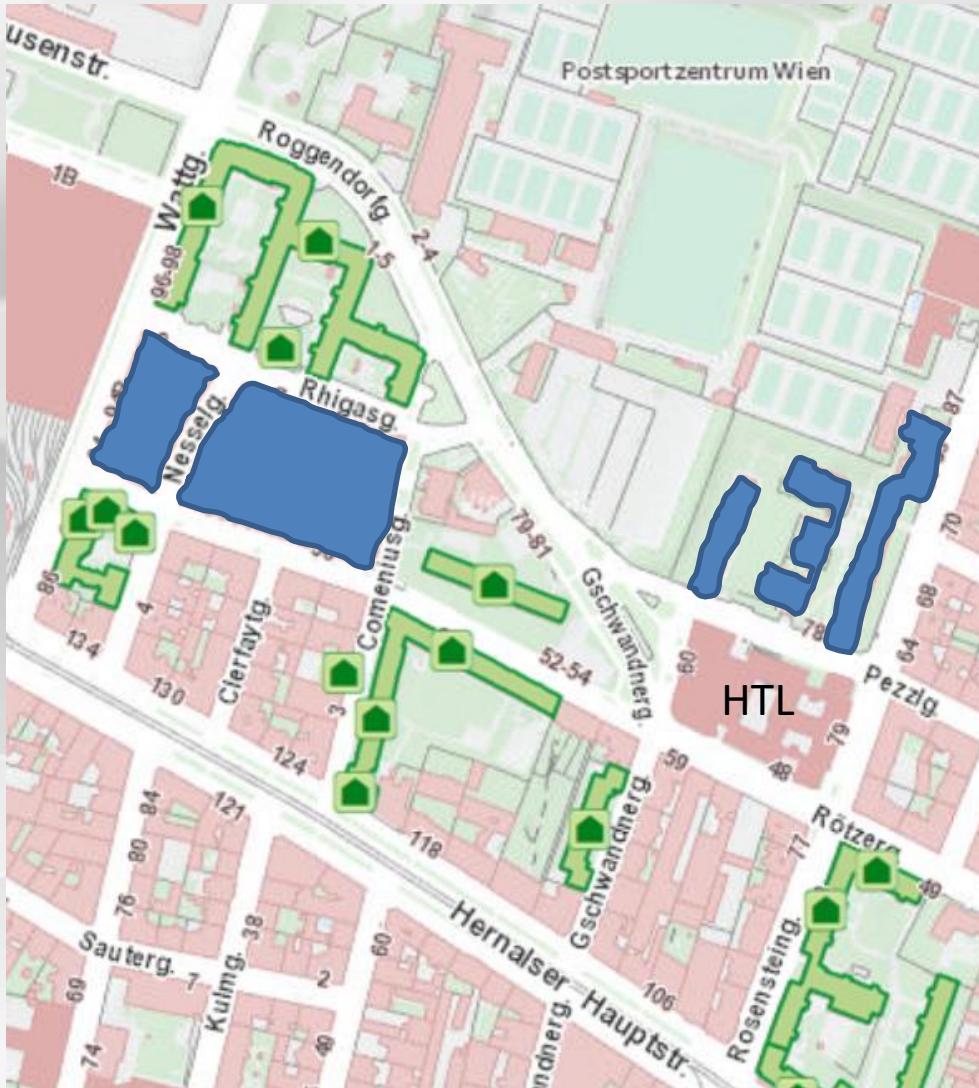 usenstr.
Postsportzentrum Wien
Roggendorfg.
1B
Wattg.
2-4
1-5
96-98
Rhigasg.
87
Nesselg.
79-81
70
Comeniusg.
Gschwandnerg.
86
4
68
78
134
Clerfaytg.
52-54
60
64
130
3
HTL
Pezzlg.
79
124
59
48
84
121
118
77
Rötzerg.
80
49
76
Gschwandnerg.
Hernalser Hauptstr.
38
60
Sauterg.
7
2
Rosensteing.
69
Kulmg.
106
74
49
ndnerg.